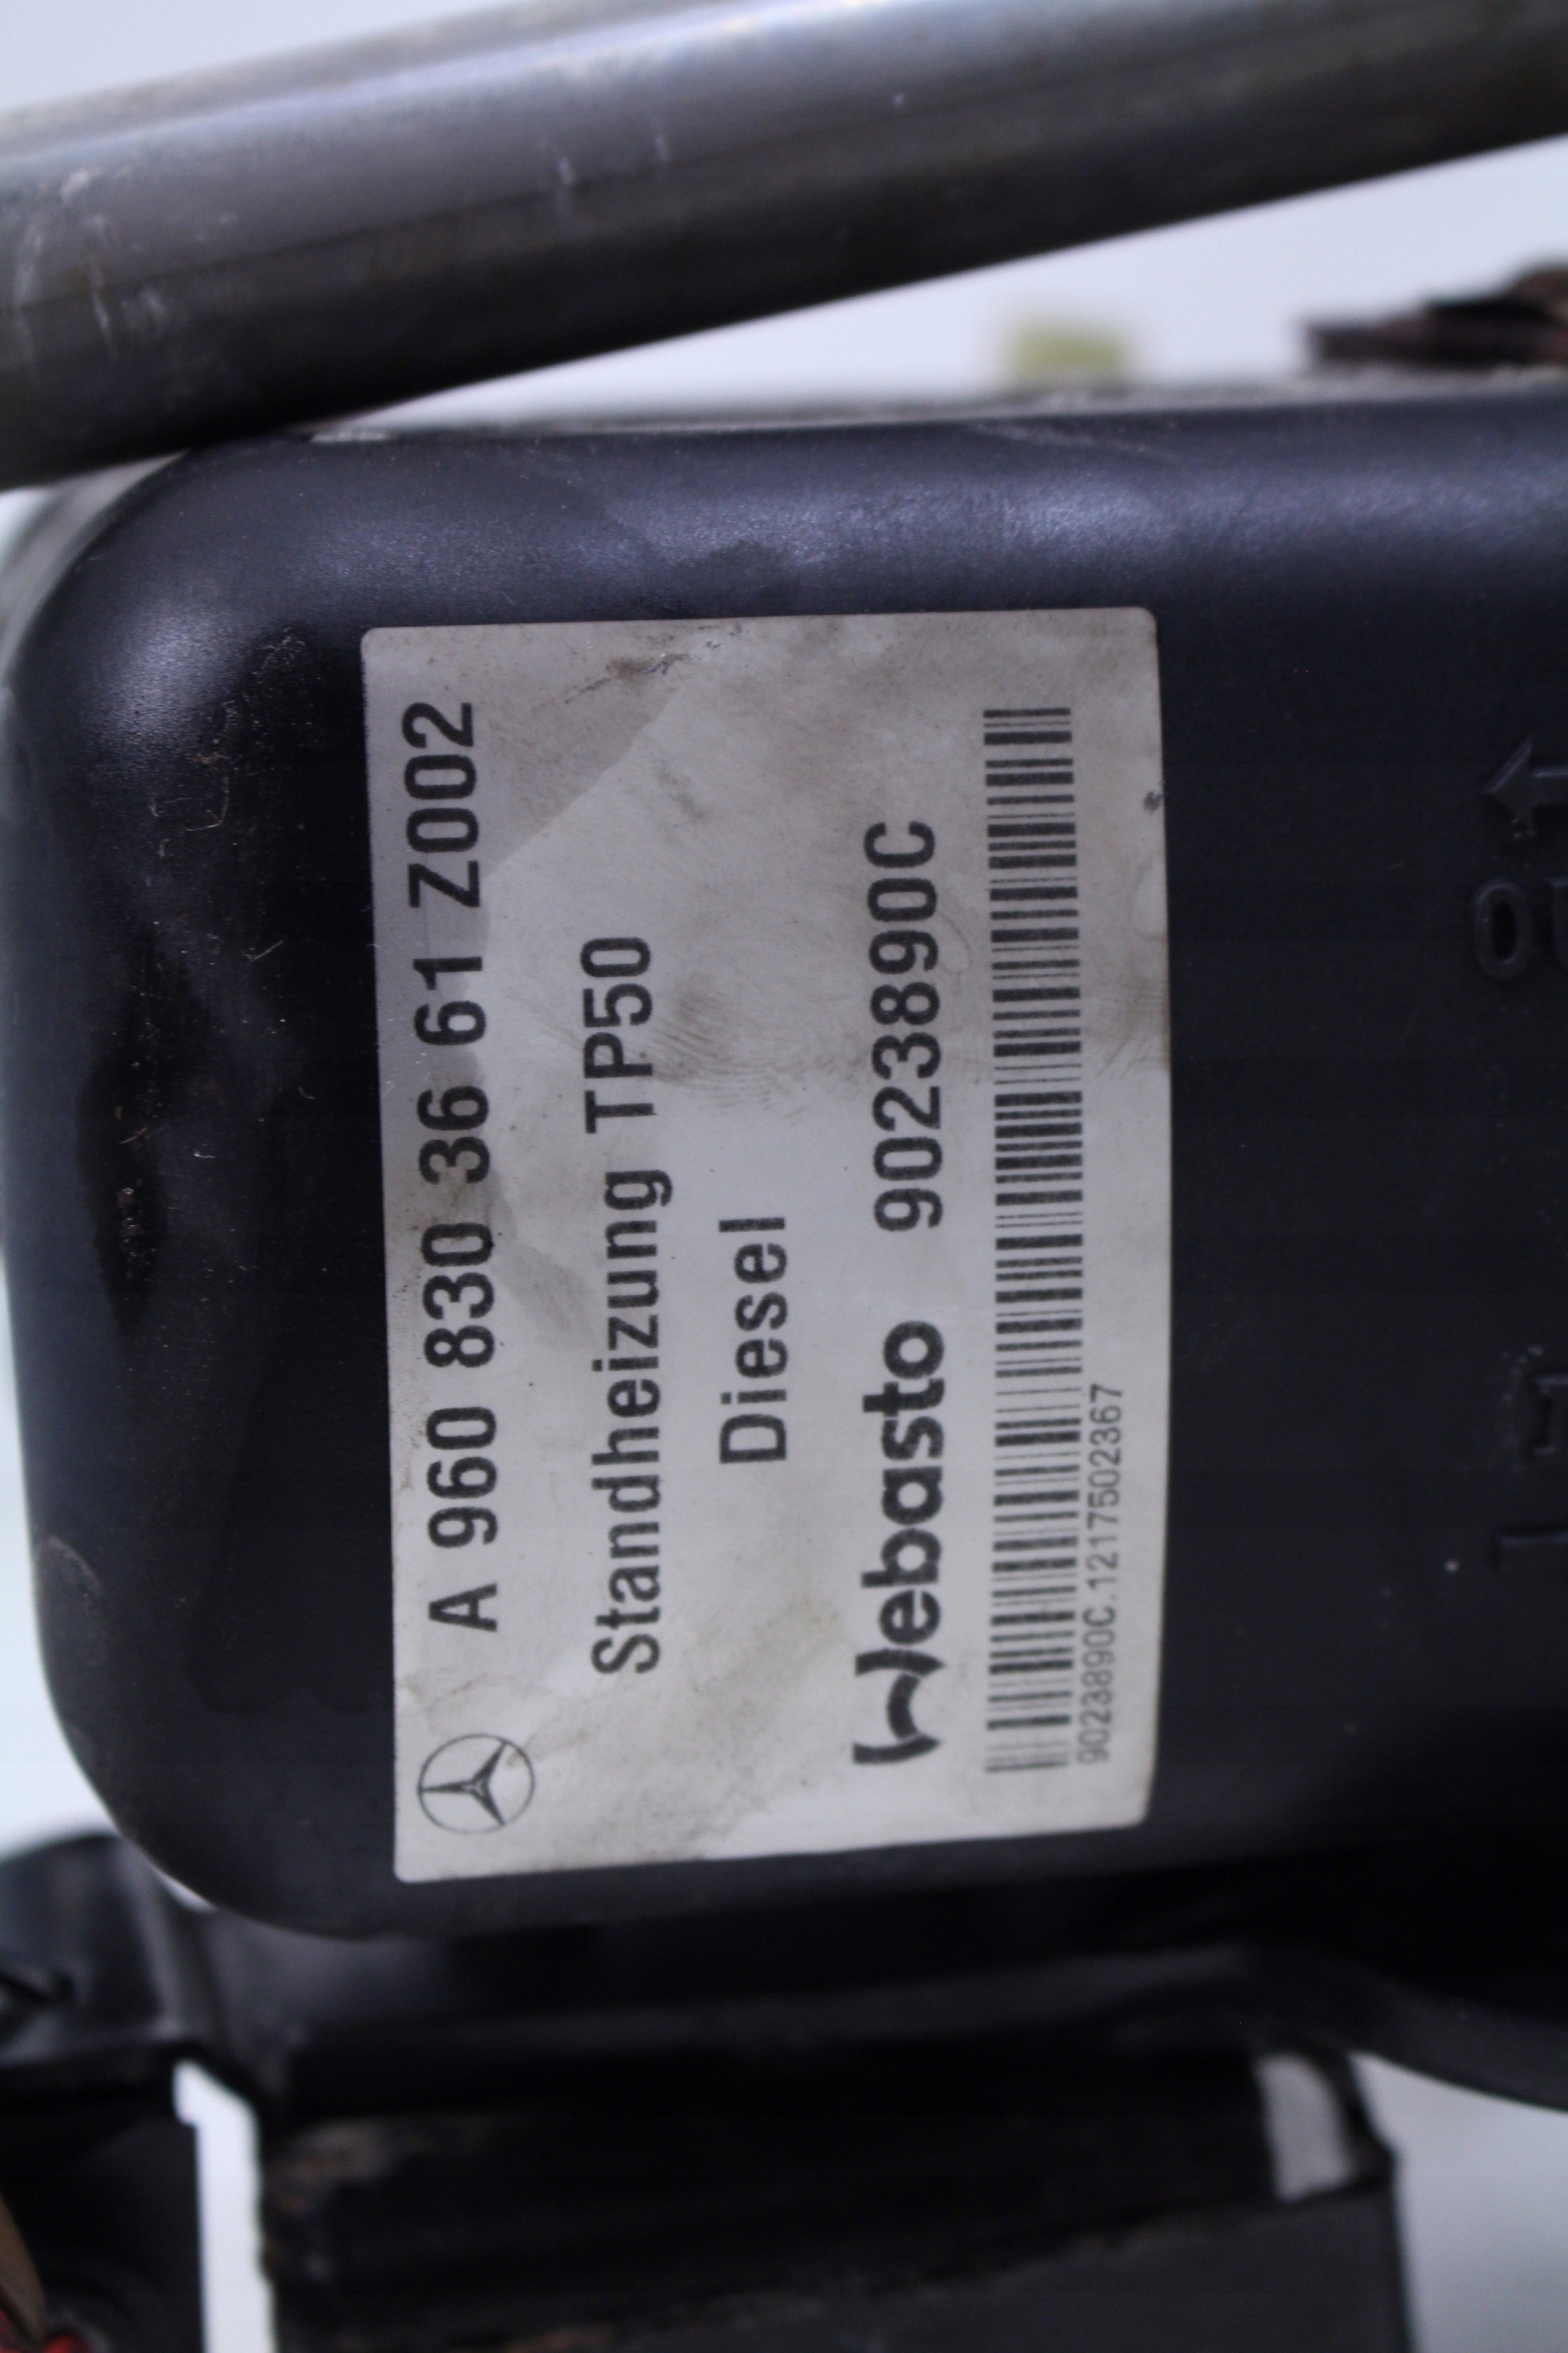 A 960 830 36 61 Z002
Standheizung TP50
Diesel
Webasto 9023890C
9023890C.1217502367